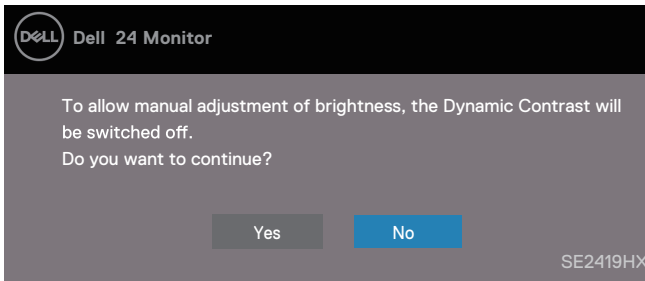 DELL Dell 24 Monitor
To allow manual adjustment of brightness, the Dynamic Contrast will
be switched off.
Do you want to continue?
Yes No
SE2419HX